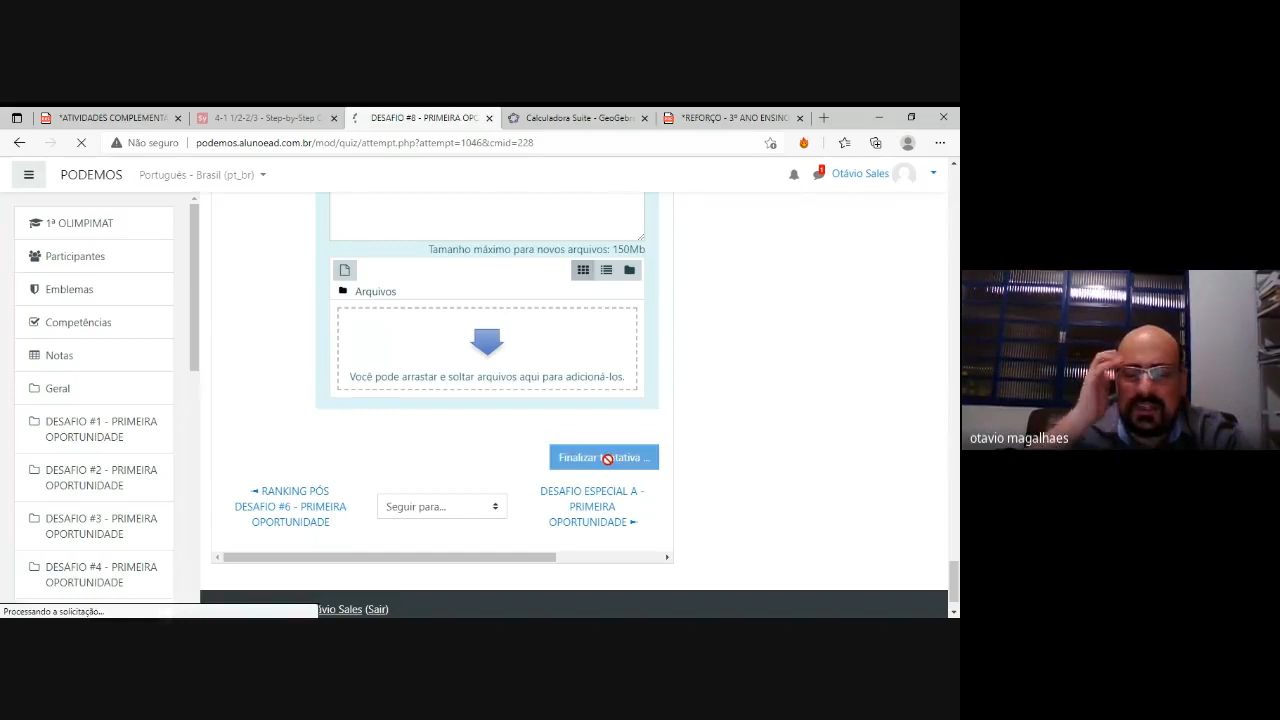 *ATIVIDADES COMPLEMENTA
4-1 1/2-2/3 - Step-by-Step C
DESAFIO #8 - PRIMEIRA OPO
Calculadora Suite - GeoGebr
*REFORÇO - 3º ANO ENSINO
Não seguro
podemos.alunoead.com.br/mod/quiz/attempt.php?attempt=1046&cmid=228
PODEMOS
Português - Brasil (pt_br)
Otávio Sales
1ª OLIMPIMAT
Participantes
Emblemas
Competências
Notas
Geral
DESAFIO #1 - PRIMEIRA
OPORTUNIDADE
DESAFIO #2 - PRIMEIRA
OPORTUNIDADE
DESAFIO #3 - PRIMEIRA
OPORTUNIDADE
DESAFIO #4 - PRIMEIRA
OPORTUNIDADE
Tamanho máximo para novos arquivos: 150Mb
Arquivos
Você pode arrastar e soltar arquivos aqui para adicioná-los.
Finalizar tentativa ...
◄ RANKING PÓS
DESAFIO #6 - PRIMEIRA
OPORTUNIDADE
Seguir para...
DESAFIO ESPECIAL A -
PRIMEIRA
OPORTUNIDADE ►
Processando a solicitação...
ávio Sales (Sair)
otavio magalhaes